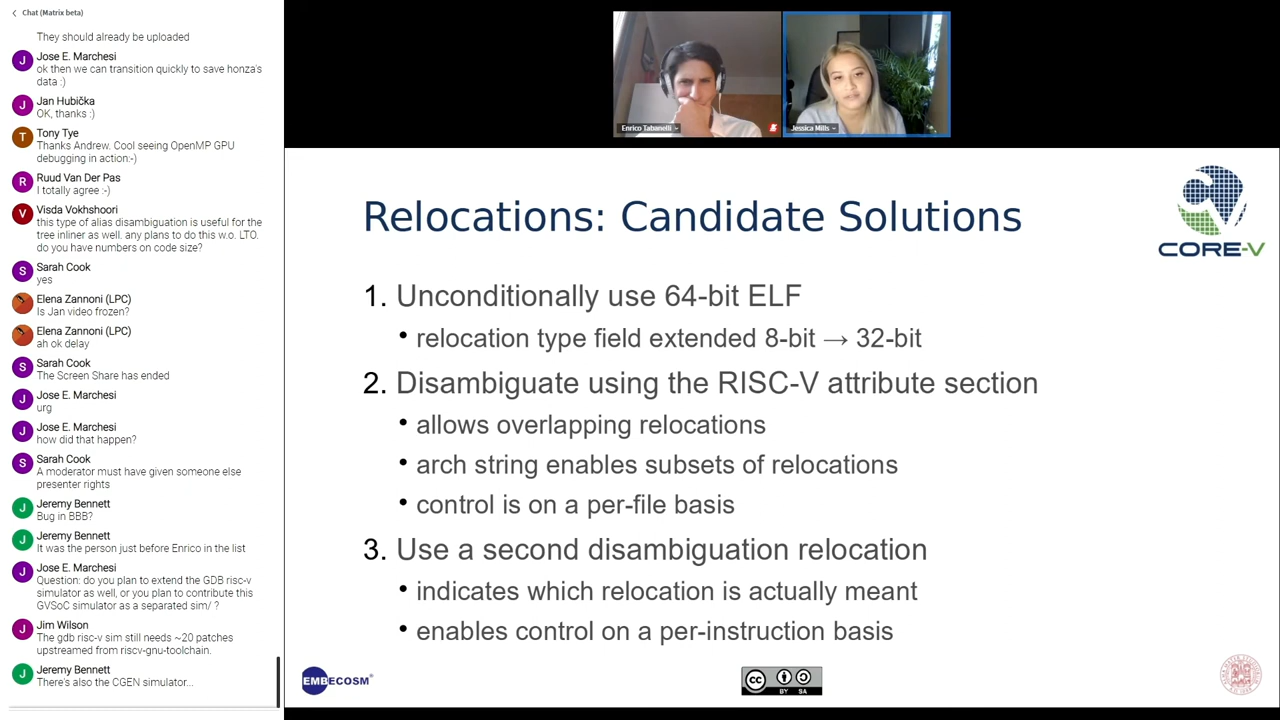 Chat (Matrix beta)
They should already be uploaded
J
Jose E. Marchesi
ok then we can transition quickly to save honza's
data :)
J
Jan Hubička
OK, thanks :)
T
Tony Tye
Thanks Andrew. Cool seeing OpenMP GPU
debugging in action:-)
R
Ruud Van Der Pas
I totally agree :-)
V
Visda Vokhshoori
this type of alias disambiguation is useful for the
tree inliner as well. any plans to do this w.o. LTO.
do you have numbers on code size?
S
Sarah Cook
yes
Elena Zannoni (LPC)
Is Jan video frozen?
Elena Zannoni (LPC)
ah ok delay
S
Sarah Cook
The Screen Share has ended
J
Jose E. Marchesi
urg
J
Jose E. Marchesi
how did that happen?
S
Sarah Cook
A moderator must have given someone else
presenter rights
J
Jeremy Bennett
Bug in BBB?
J
Jeremy Bennett
It was the person just before Enrico in the list
J
Jose E. Marchesi
Question: do you plan to extend the GDB risc-v
simulator as well, or you plan to contribute this
GVSoC simulator as a separated sim/ ?
J
Jim Wilson
The gdb risc-v sim still needs ~20 patches
upstreamed from riscv-gnu-toolchain.
J
Jeremy Bennett
There's also the CGEN simulator...
Enrico Tabanelli
Jessica Mills
CORE-V
Relocations: Candidate Solutions
1. Unconditionally use 64-bit ELF
• relocation type field extended 8-bit → 32-bit
2. Disambiguate using the RISC-V attribute section
• allows overlapping relocations
• arch string enables subsets of relocations
• control is on a per-file basis
3. Use a second disambiguation relocation
• indicates which relocation is actually meant
• enables control on a per-instruction basis
EMBECOSM®
cc BY SA